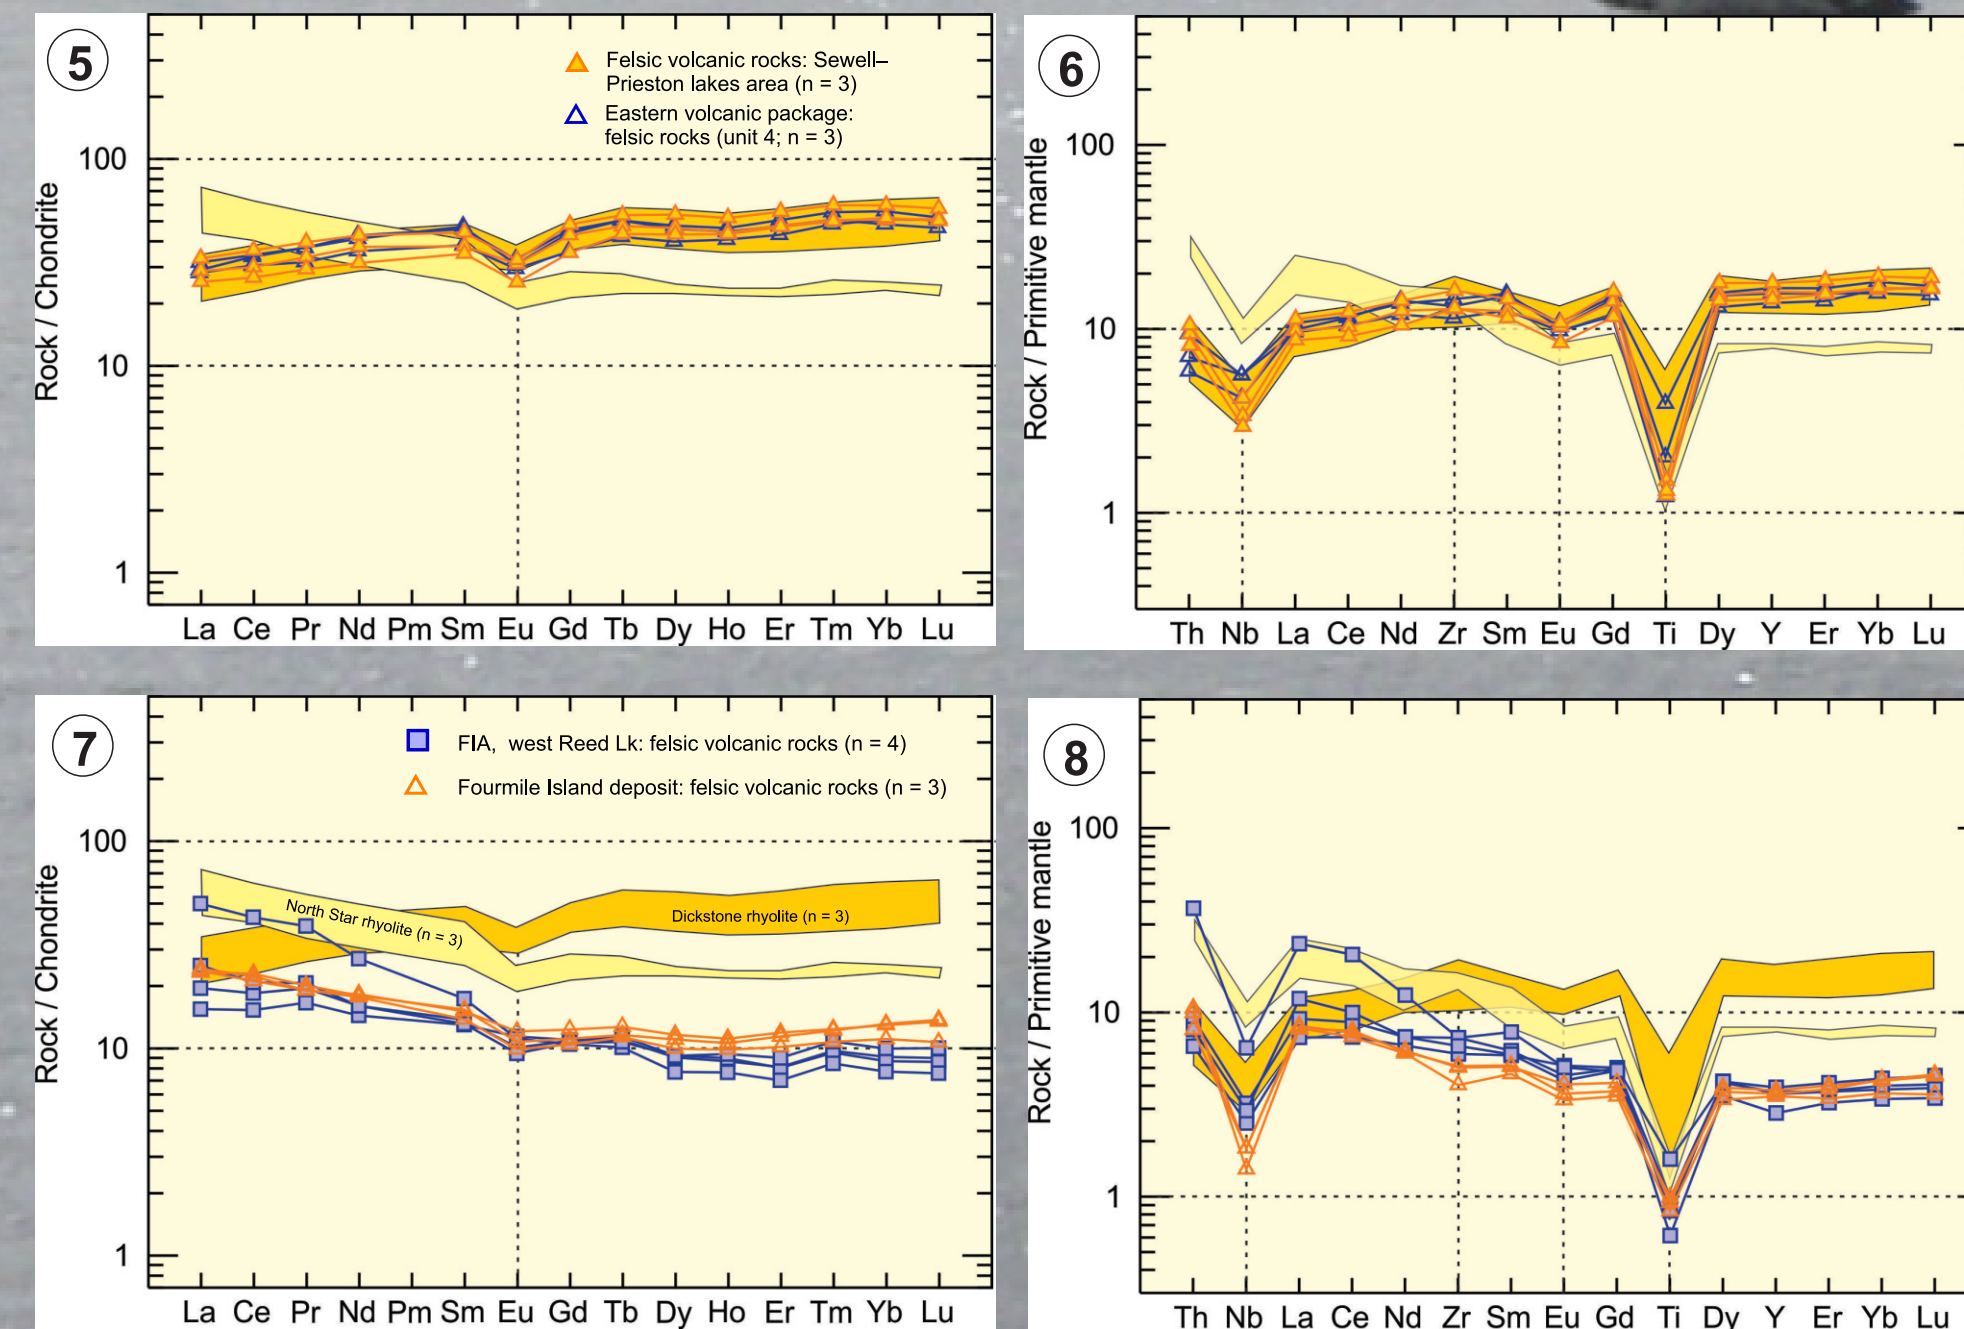 5
Felsic volcanic rocks: Sewell–
Prieston lakes area (n = 3)
Eastern volcanic package:
felsic rocks (unit 4; n = 3)
Rock / Chondrite
100
10
1
La Ce Pr Nd Pm Sm Eu Gd Tb Dy Ho Er Tm Yb Lu
6
Rock / Primitive mantle
100
10
1
Th Nb La Ce Nd Zr Sm Eu Gd Ti Dy Y Er Yb Lu
7
FIA, west Reed Lk: felsic volcanic rocks (n = 4)
Fourmile Island deposit: felsic volcanic rocks (n = 3)
Rock / Chondrite
100
10
1
North Star rhyolite (n = 3)
Dickstone rhyolite (n = 3)
La Ce Pr Nd Pm Sm Eu Gd Tb Dy Ho Er Tm Yb Lu
8
Rock / Primitive mantle
100
10
1
Th Nb La Ce Nd Zr Sm Eu Gd Ti Dy Y Er Yb Lu